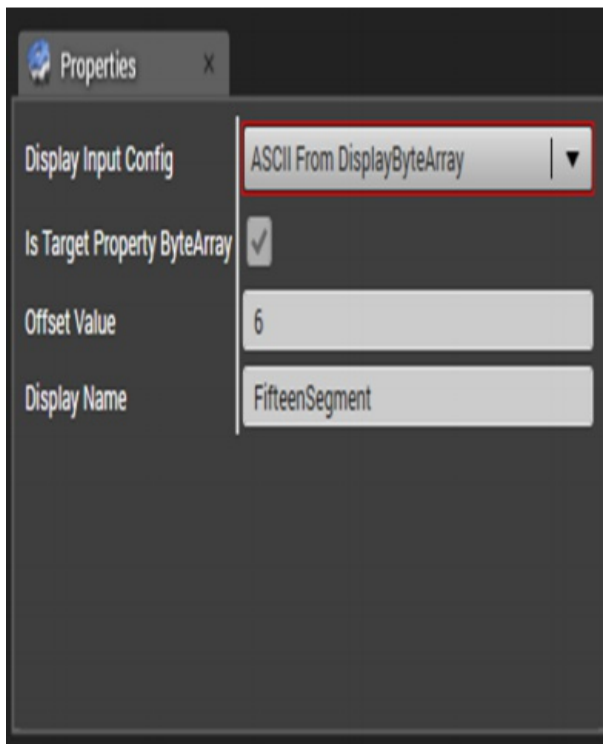 Properties
Display Input Config ASCII From DisplayByteArray
Is Target Property ByteArray
Offset Value 6
Display Name FifteenSegment